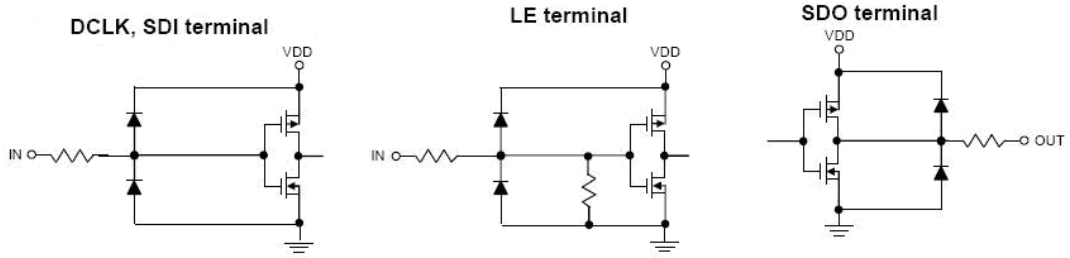 DCLK, SDI terminal
VDD
IN
LE terminal
VDD
IN
SDO terminal
VDD
OUT